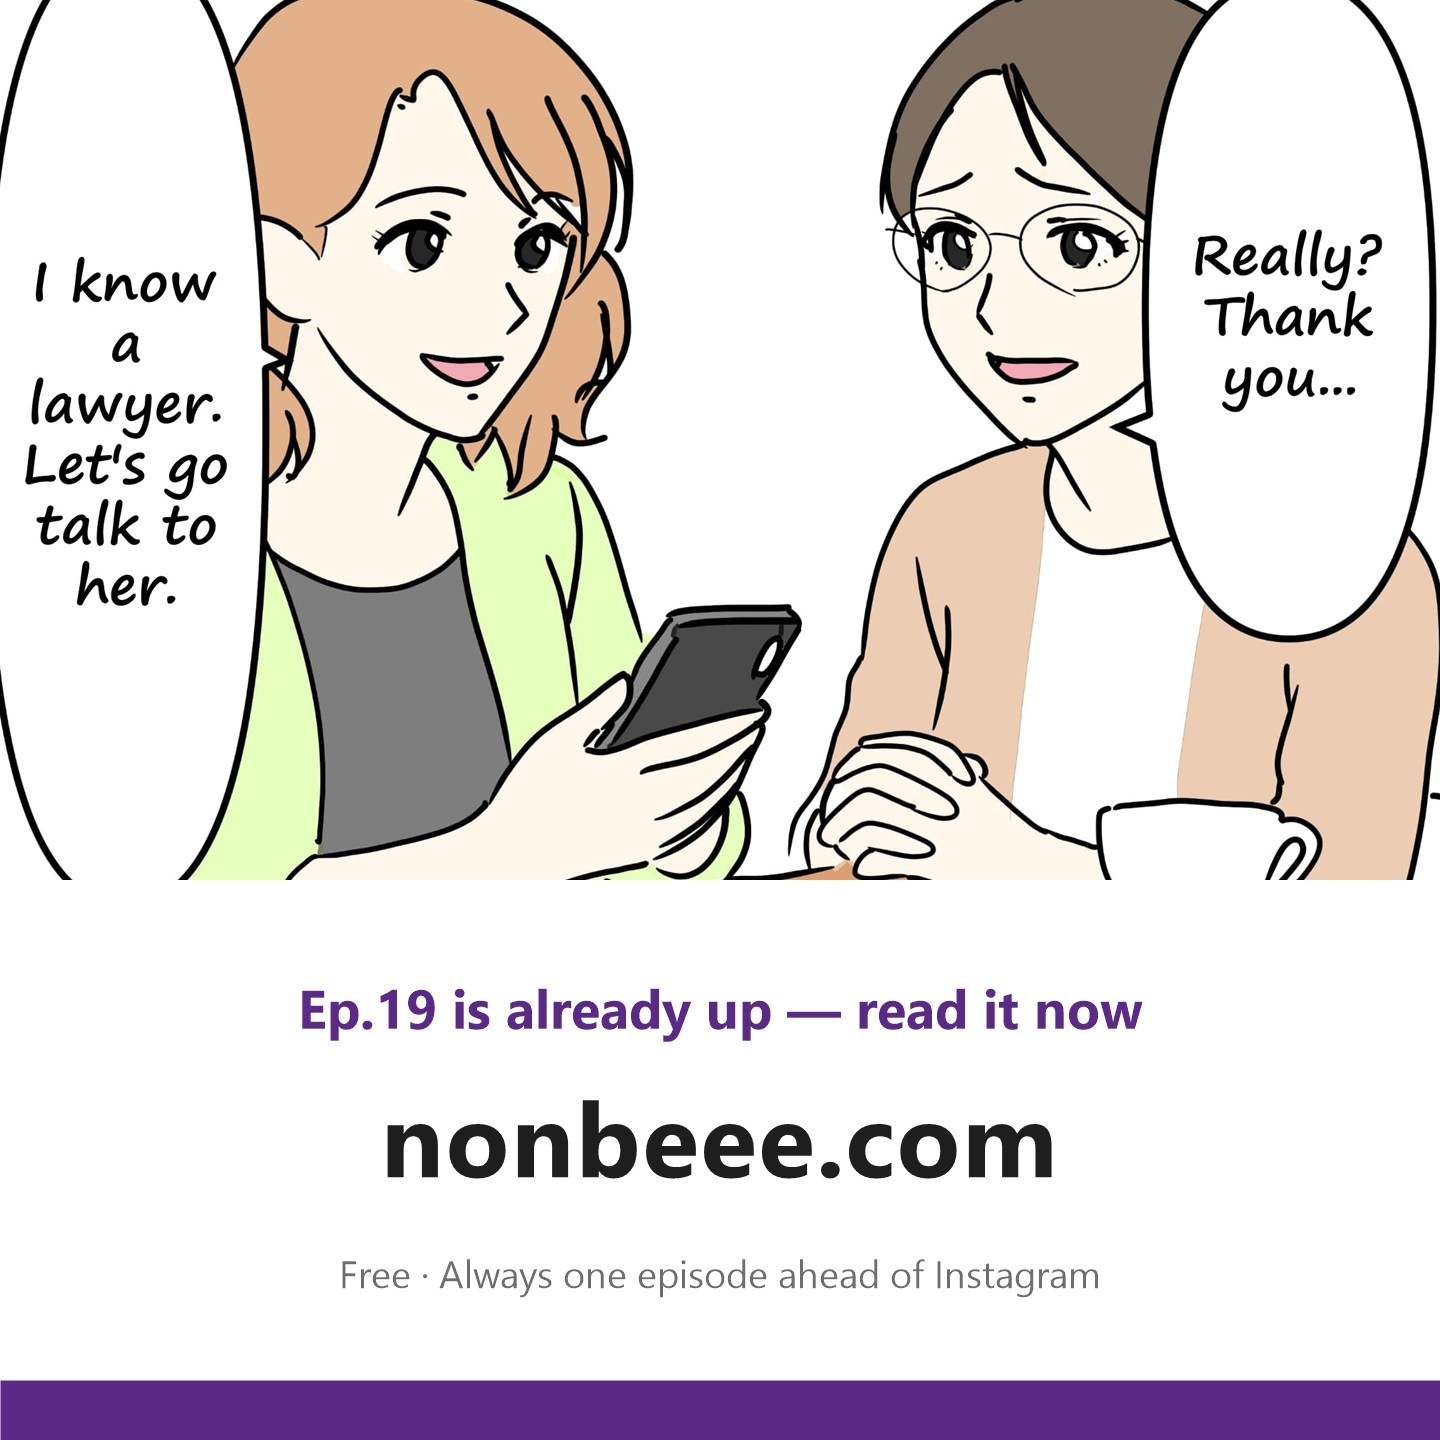 I know
a
lawyer.
Let's go
talk to
her.
Really?
Thank
you...
Ep.19 is already up — read it now
nonbeee.com
Free · Always one episode ahead of Instagram